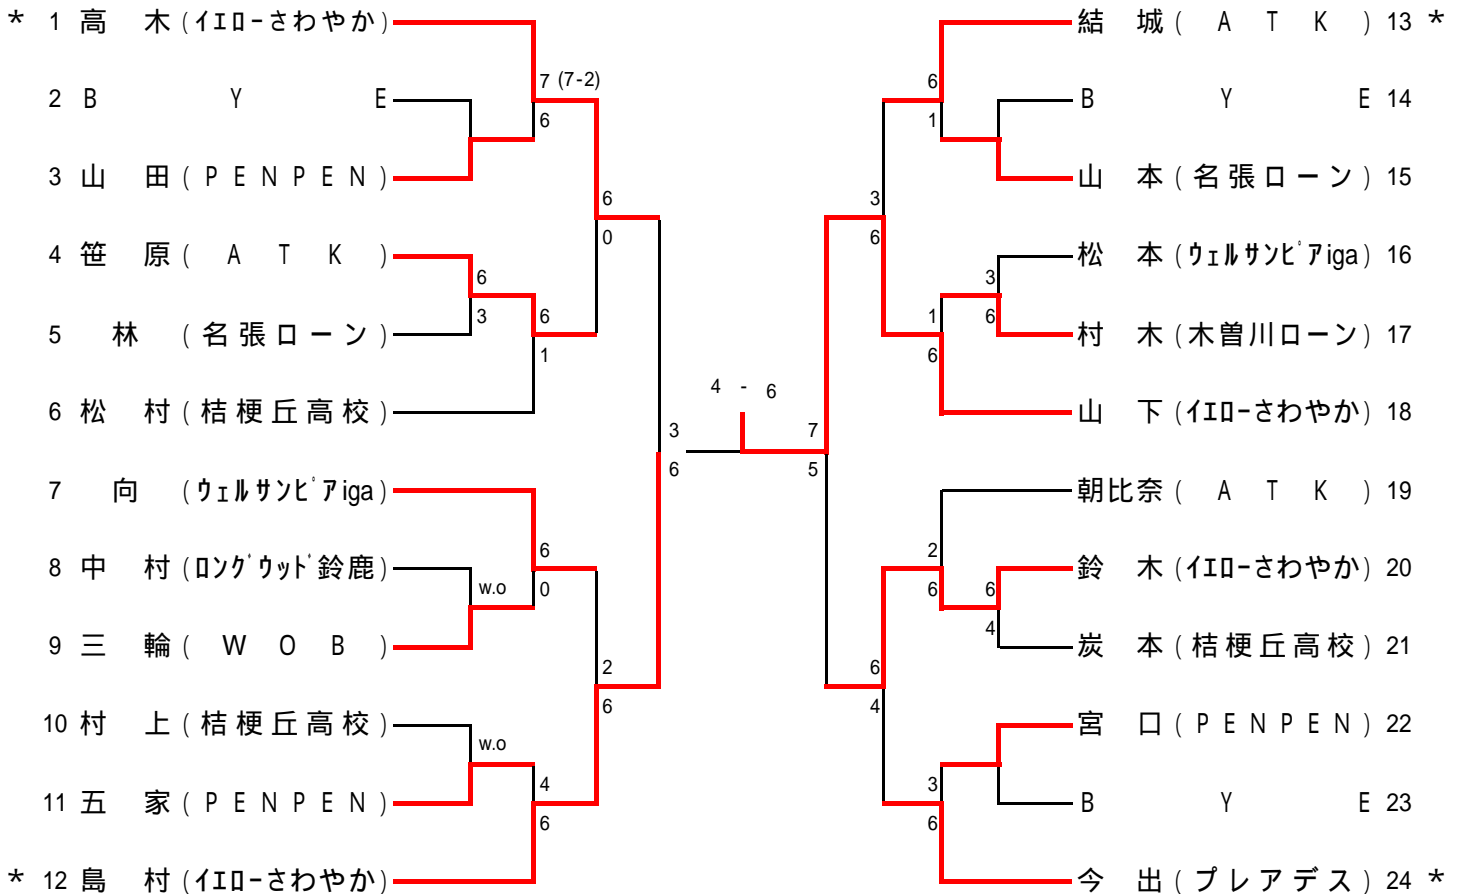 * 1 高 木 (イエローさわやか)
7 (7-2)
2 B Y E
6
3 山 田 (PENPEN)
6
0
4 笹 原 ( A T K )
6
3
6
1
5 林 (名張ローン)
6 松 村 (桔梗丘高校)
3
6
7 向 (ウェルサンピアiga)
6
0
8 中 村 (ロングウッド鈴鹿)
w.o
9 三 輪 ( W O B )
2
6
10 村 上 (桔梗丘高校)
w.o
4
6
11 五 家 (PENPEN)
* 12 島 村 (イエローさわやか)
4 - 6
結 城 ( A T K ) 13 *
6
1
B Y E 14
山 本 (名張ローン) 15
3
6
松 本 (ウェルサンピアiga) 16
3
6
1
6
村 木 (木曽川ローン) 17
山 下 (イエローさわやか) 18
7
5
朝比奈 ( A T K ) 19
2
6
鈴 木 (イエローさわやか) 20
6
4
炭 本 (桔梗丘高校) 21
6
4
宮 口 (PENPEN) 22
3
6
B Y E 23
今 出 (プレアデス) 24 *